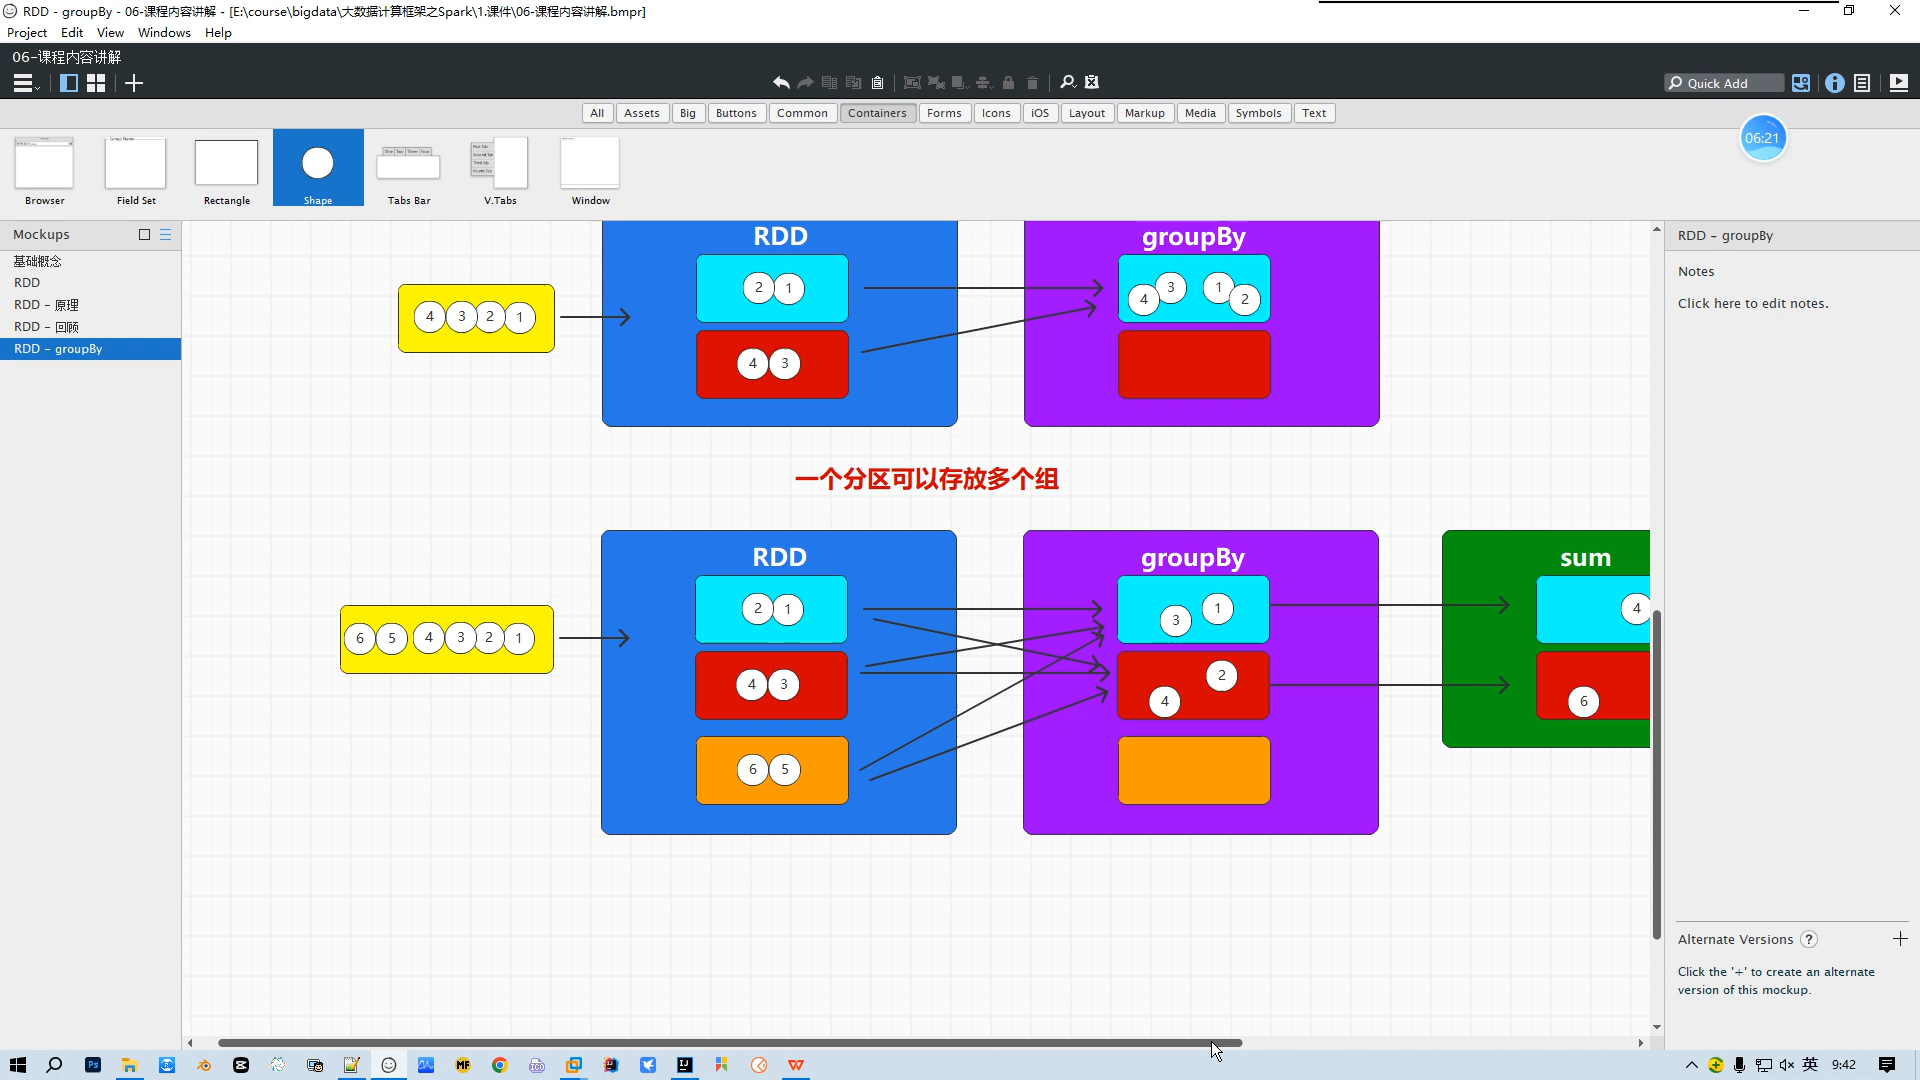 RDD - groupBy - 06-课程内容讲解 - [E:\course\bigdata\大数据计算框架之Spark\1.课件\06-课程内容讲解.bmpr]
Project Edit View Windows Help
06-课程内容讲解
Quick Add
All Assets Big Buttons Common Containers Forms Icons iOS Layout Markup Media Symbols Text
06:21
Browser Field Set Rectangle Shape Tabs Bar V.Tabs Window
Mockups
基础概念
RDD
RDD - 原理
RDD - 回顾
RDD - groupBy
RDD
groupBy
2 1
3 1
4 2
4 3 2 1
4 3
一个分区可以存放多个组
RDD
groupBy
sum
2 1
3 1
4
6 5 4 3 2 1
4 3
4 2
6
6 5
RDD - groupBy
Notes
Click here to edit notes.
Alternate Versions ?
Click the '+' to create an alternate
version of this mockup.
Ps
MF
ICO
IJ
英
9:42